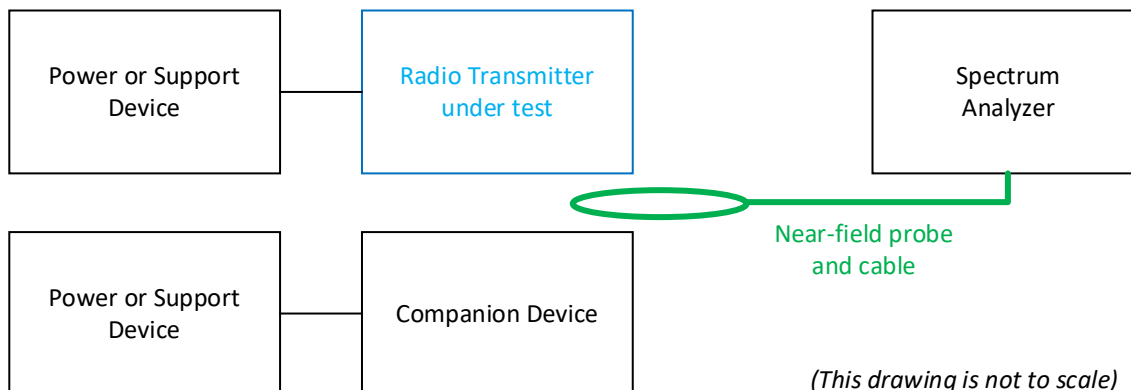 Power or Support
Device
Radio Transmitter
under test
Spectrum
Analyzer
Near-field probe
and cable
Power or Support
Device
Companion Device
(This drawing is not to scale)